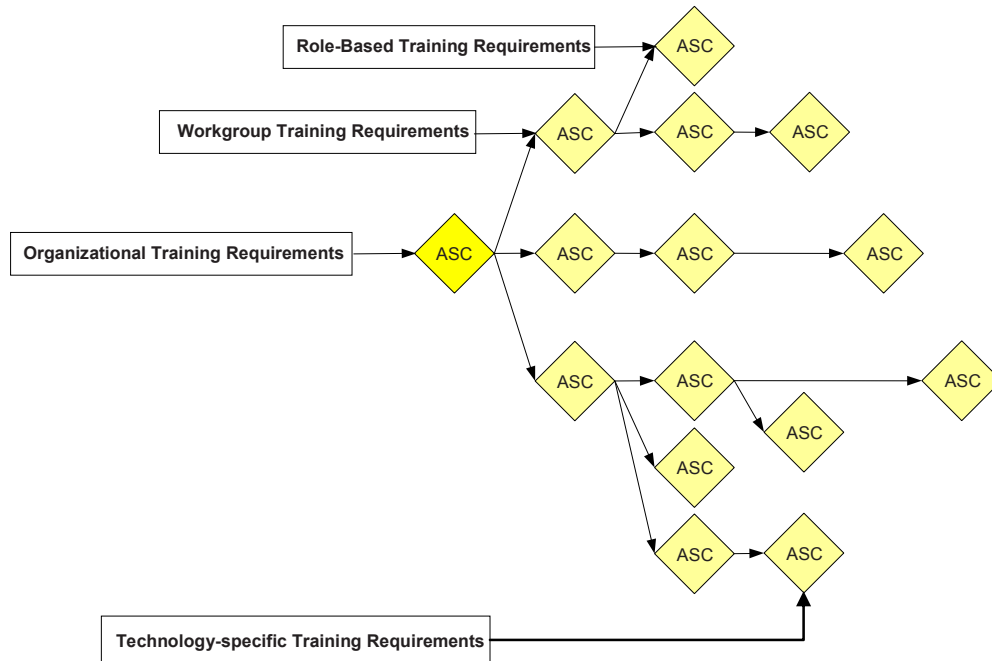 Role-Based Training Requirements
ASC
Workgroup Training Requirements
ASC
ASC
ASC
Organizational Training Requirements
ASC
ASC
ASC
ASC
ASC
ASC
ASC
ASC
ASC
ASC
ASC
Technology-specific Training Requirements